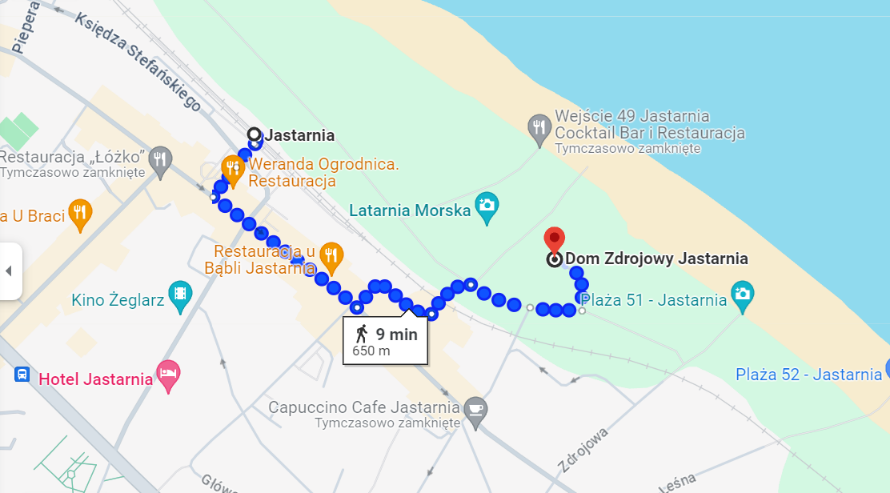 Piepera
Księdza Stefańskiego
Jastarnia
Wejście 49 Jastarnia
Cocktail Bar i Restauracja
Tymczasowo zamknięte
Restauracja „Łóżko”
Tymczasowo zamknięte
Weranda Ogrodnica.
Restauracja
a U Braci
Latarnia Morska
Restauracja u
Bąbli Jastarnia
Dom Zdrojowy Jastarnia
Kino Żeglarz
Plaża 51 - Jastarnia
9 min
650 m
Hotel Jastarnia
Plaża 52 - Jastarnia
Capuccino Cafe Jastarnia
Tymczasowo zamknięte
Zdrojowa
Główn
Leśna